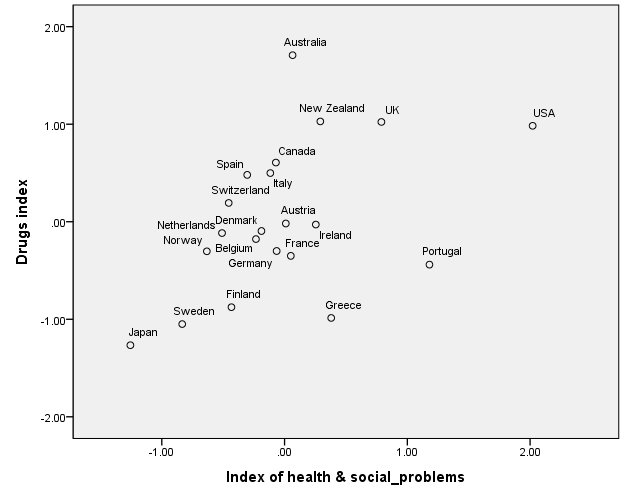 2.00
Australia
1.00
New Zealand
UK
USA
Canada
Spain
Italy
Switzerland
.00
Netherlands
Denmark
Austria
Norway
Belgium
Ireland
France
Germany
Portugal
Finland
Greece
-1.00
Sweden
Japan
-2.00
Drugs index
-1.00
.00
1.00
2.00
Index of health & social_problems